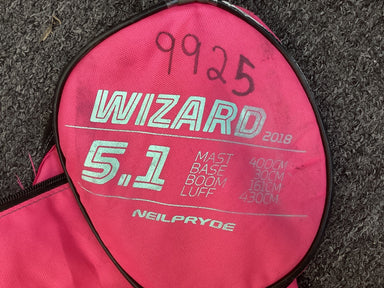 9925
WIZARD 2018
5.1
MAST 400CM
BASE 30CM
BOOM 161CM
LUFF 430CM
NEILPRYDE